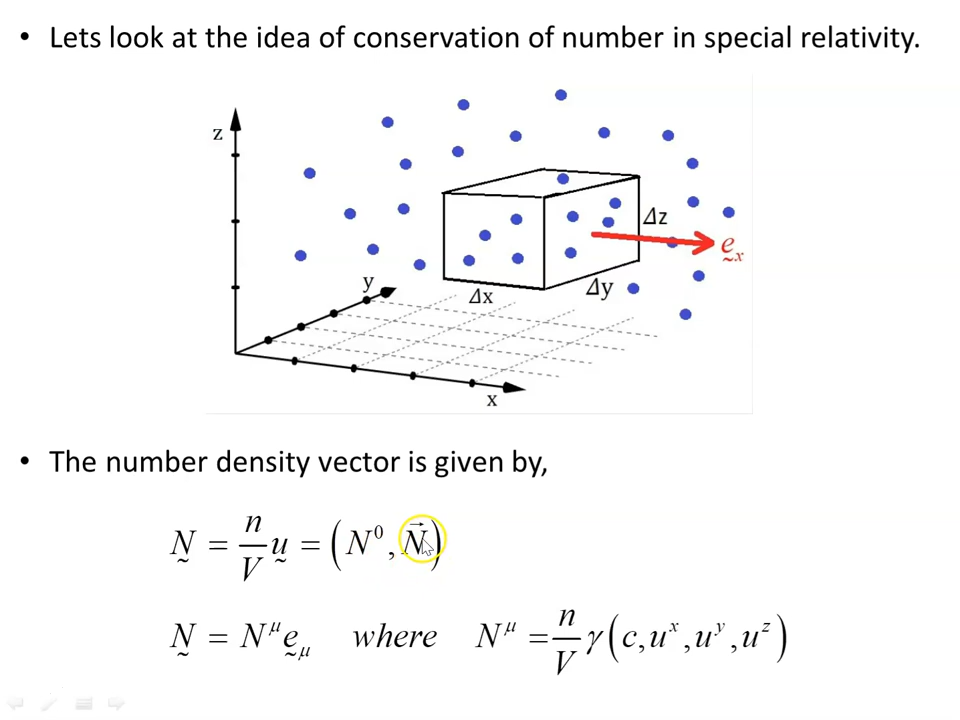 • Lets look at the idea of conservation of number in special relativity.
z
Δz
e_x
y
Δx
Δy
x
• The number density vector is given by,
N = n/V u = (N⁰, N⃗)
N = N^μ e_μ where N^μ = n/V γ(c, u^x, u^y, u^z)